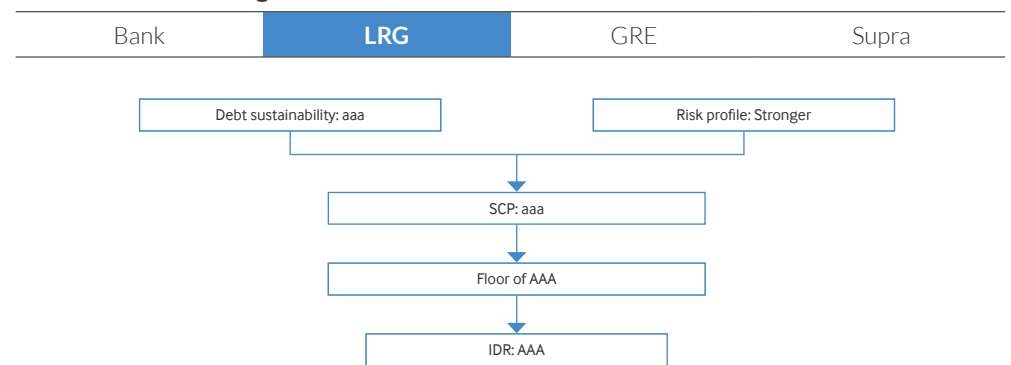 Bank LRG GRE Supra
Debt sustainability: aaa Risk profile: Stronger
SCP: aaa
Floor of AAA
IDR: AAA